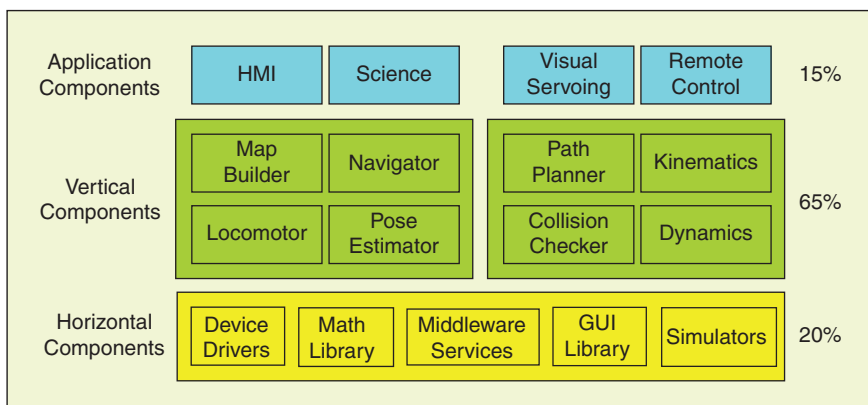 Application
Components
HMI
Science
Visual
Servoing
Remote
Control
15%
Vertical
Components
Map
Builder
Navigator
Path
Planner
Kinematics
Locomotor
Pose
Estimator
Collision
Checker
Dynamics
65%
Horizontal
Components
Device
Drivers
Math
Library
Middleware
Services
GUI
Library
Simulators
20%